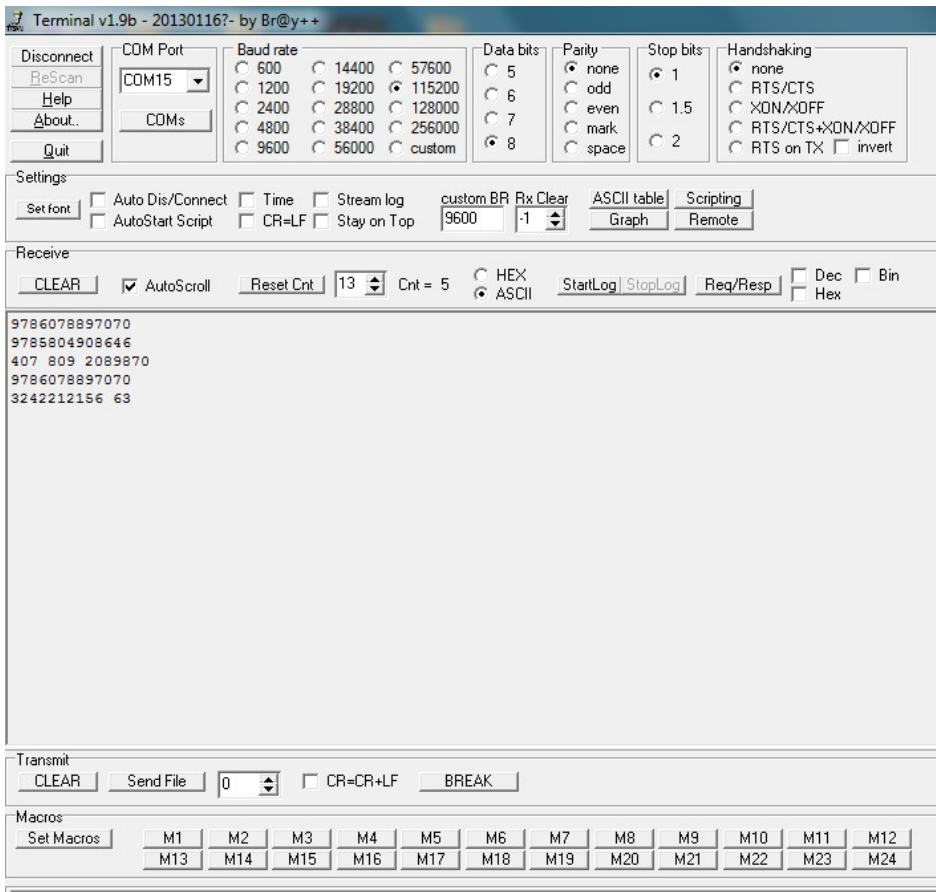 Terminal v1.9b - 20130116?- by Br@y++
Disconnect
ReScan
Help
About..
Quit
COM Port
COM15
COMs
Baud rate
600 14400 57600
1200 19200 115200
2400 28800 128000
4800 38400 256000
9600 56000 custom
Data bits
5
6
7
8
Parity
none
odd
even
mark
space
Stop bits
1
1.5
2
Handshaking
none
RTS/CTS
XON/XOFF
RTS/CTS+XON/XOFF
RTS on TX invert
Settings
Set font
Auto Dis/Connect Time Stream log
AutoStart Script CR=LF Stay on Top
custom BR Rx Clear
9600 -1
ASCII table Scripting
Graph Remote
Receive
CLEAR AutoScroll Reset Cnt 13 Cnt = 5
HEX
ASCII
StartLog StopLog Req/Resp
Dec Bin
Hex
9786078897070
9785804908646
407 809 2089870
9786078897070
3242212156 63
Transmit
CLEAR Send File 0 CR=CR+LF BREAK
Macros
Set Macros M1 M2 M3 M4 M5 M6 M7 M8 M9 M10 M11 M12
M13 M14 M15 M16 M17 M18 M19 M20 M21 M22 M23 M24